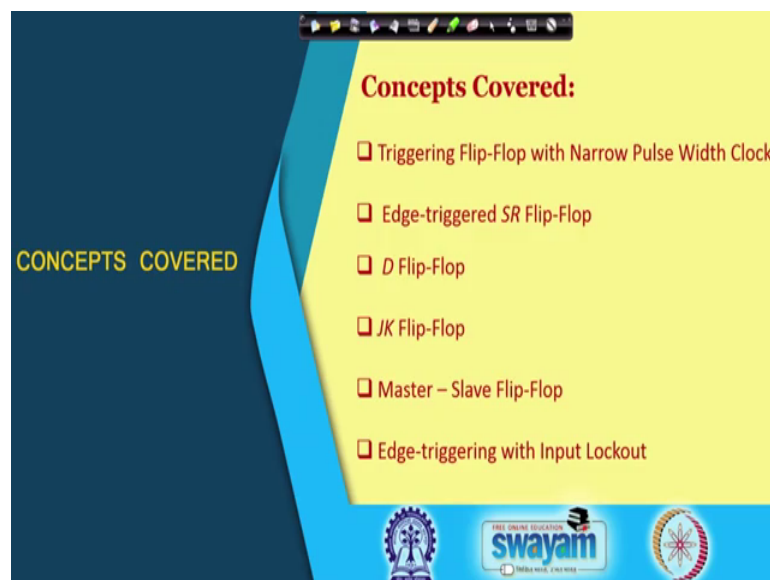 Concepts Covered:
Triggering Flip-Flop with Narrow Pulse Width Clock
Edge-triggered SR Flip-Flop
CONCEPTS COVERED
D Flip-Flop
JK Flip-Flop
Master – Slave Flip-Flop
Edge-triggering with Input Lockout
FREE ONLINE EDUCATION
swayam